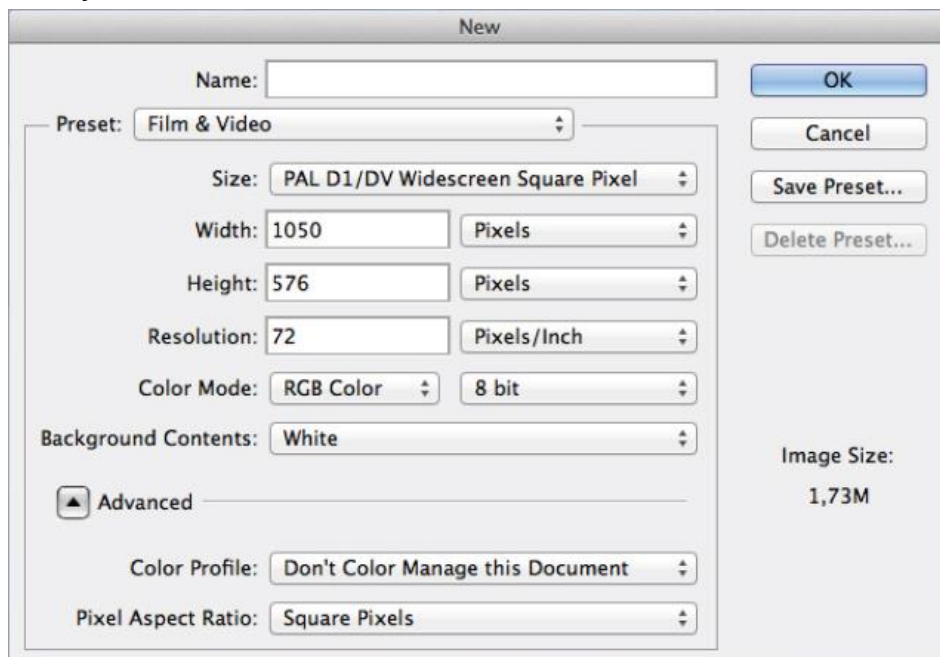 New
Name:
OK
Preset: Film & Video
Cancel
Size: PAL D1/DV Widescreen Square Pixel
Save Preset...
Width: 1050 Pixels
Delete Preset...
Height: 576 Pixels
Resolution: 72 Pixels/Inch
Color Mode: RGB Color 8 bit
Background Contents: White
Image Size:
1,73M
Advanced
Color Profile: Don't Color Manage this Document
Pixel Aspect Ratio: Square Pixels